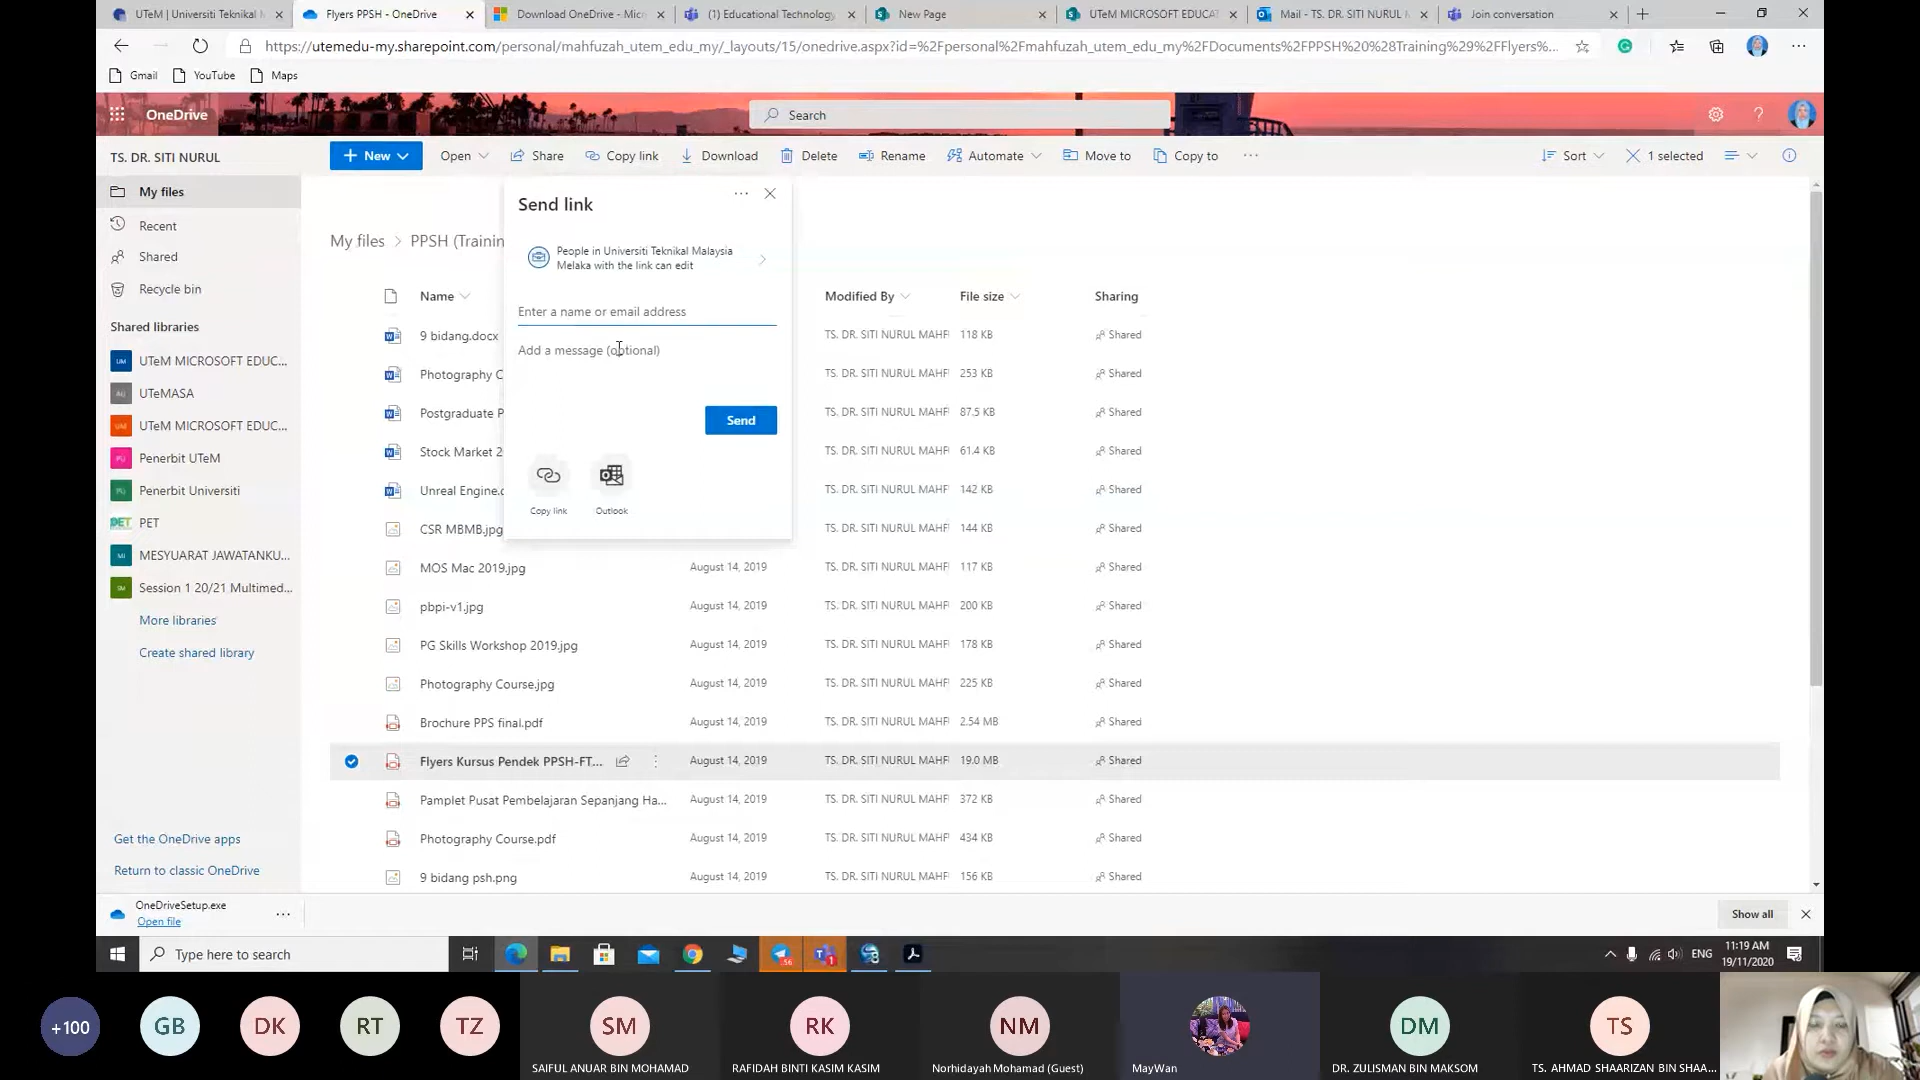 UTeM | Universiti Teknikal M
Flyers PPSH - OneDrive
Download OneDrive - Micr
(1) Educational Technology
New Page
UTeM MICROSOFT EDUCAT
Mail - TS. DR. SITI NURUL M
Join conversation
https://utemedu-my.sharepoint.com/personal/mahfuzah_utem_edu_my/_layouts/15/onedrive.aspx?id=%2Fpersonal%2Fmahfuzah_utem_edu_my%2FDocuments%2FPPSH%20%28Training%29%2FFlyers%...
Gmail YouTube Maps
OneDrive
Search
TS. DR. SITI NURUL
New Open Share Copy link Download Delete Rename Automate Move to Copy to ... Sort 1 selected
My files
Recent
Shared
Recycle bin
Shared libraries
UM UTeM MICROSOFT EDUC...
UTeMASA
UM UTeM MICROSOFT EDUC...
PU Penerbit UTeM
PU Penerbit Universiti
PET PET
MJ MESYUARAT JAWATANKU...
SM Session 1 20/21 Multimed...
More libraries
Create shared library
Get the OneDrive apps
Return to classic OneDrive
My files > PPSH (Trainin
Send link
People in Universiti Teknikal Malaysia
Melaka with the link can edit
Enter a name or email address
Add a message (optional)
Send
Copy link Outlook
Name Modified By File size Sharing
9 bidang.docx TS. DR. SITI NURUL MAHF 118 KB Shared
Photography C TS. DR. SITI NURUL MAHF 253 KB Shared
Postgraduate P TS. DR. SITI NURUL MAHF 87.5 KB Shared
Stock Market 2 TS. DR. SITI NURUL MAHF 61.4 KB Shared
Unreal Engine.d TS. DR. SITI NURUL MAHF 142 KB Shared
CSR MBMB.jpg TS. DR. SITI NURUL MAHF 144 KB Shared
MOS Mac 2019.jpg August 14, 2019 TS. DR. SITI NURUL MAHF 117 KB Shared
pbpi-v1.jpg August 14, 2019 TS. DR. SITI NURUL MAHF 200 KB Shared
PG Skills Workshop 2019.jpg August 14, 2019 TS. DR. SITI NURUL MAHF 178 KB Shared
Photography Course.jpg August 14, 2019 TS. DR. SITI NURUL MAHF 225 KB Shared
Brochure PPS final.pdf August 14, 2019 TS. DR. SITI NURUL MAHF 2.54 MB Shared
Flyers Kursus Pendek PPSH-FT... August 14, 2019 TS. DR. SITI NURUL MAHF 19.0 MB Shared
Pamplet Pusat Pembelajaran Sepanjang Ha... August 14, 2019 TS. DR. SITI NURUL MAHF 372 KB Shared
Photography Course.pdf August 14, 2019 TS. DR. SITI NURUL MAHF 434 KB Shared
9 bidang psh.png August 14, 2019 TS. DR. SITI NURUL MAHF 156 KB Shared
OneDriveSetup.exe
Open file
Show all
Type here to search
56
1
ENG
11:19 AM
19/11/2020
+100 GB DK RT TZ SM RK NM DM TS
SAIFUL ANUAR BIN MOHAMAD
RAFIDAH BINTI KASIM KASIM
Norhidayah Mohamad (Guest)
MayWan
DR. ZULISMAN BIN MAKSOM
TS. AHMAD SHAARIZAN BIN SHAA...